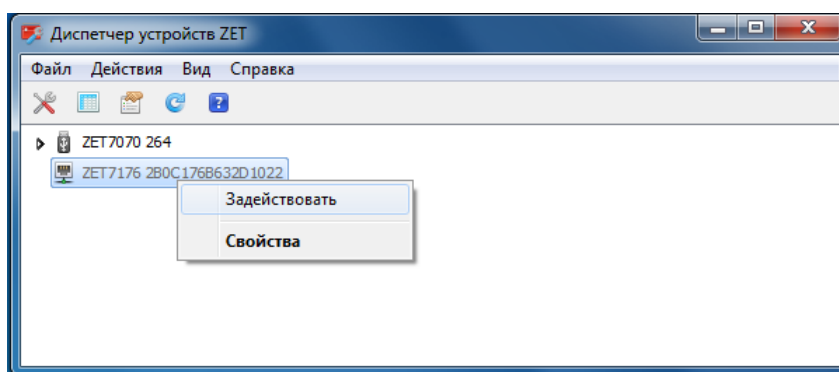 Диспетчер устройств ZET
Файл Действия Вид Справка
ZET7070 264
ZET7176 2B0C176B632D1022
Задействовать
Свойства